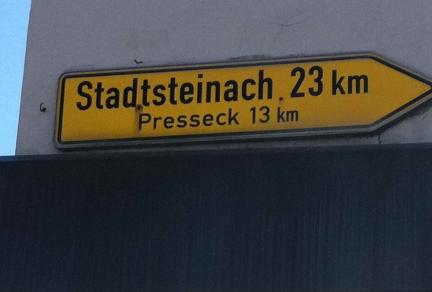 Stadtsteinach 23 km
Presseck 13 km